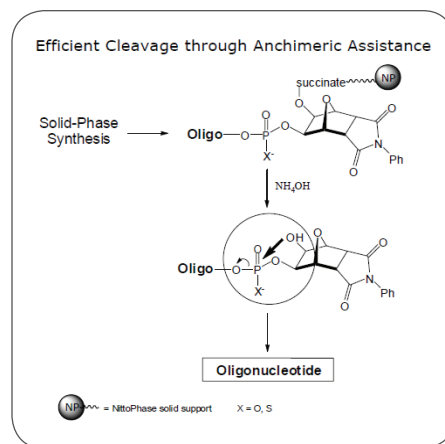 Efficient Cleavage through Anchimeric Assistance
succinate NP
O O O
Solid-Phase
Synthesis
O
Oligo—O—P—O N—Ph
X⁻ O
NH₄OH
O OH O O
Oligo—O—P—O N—Ph
X⁻ O
Oligonucleotide
NP = NittoPhase solid support X = O, S